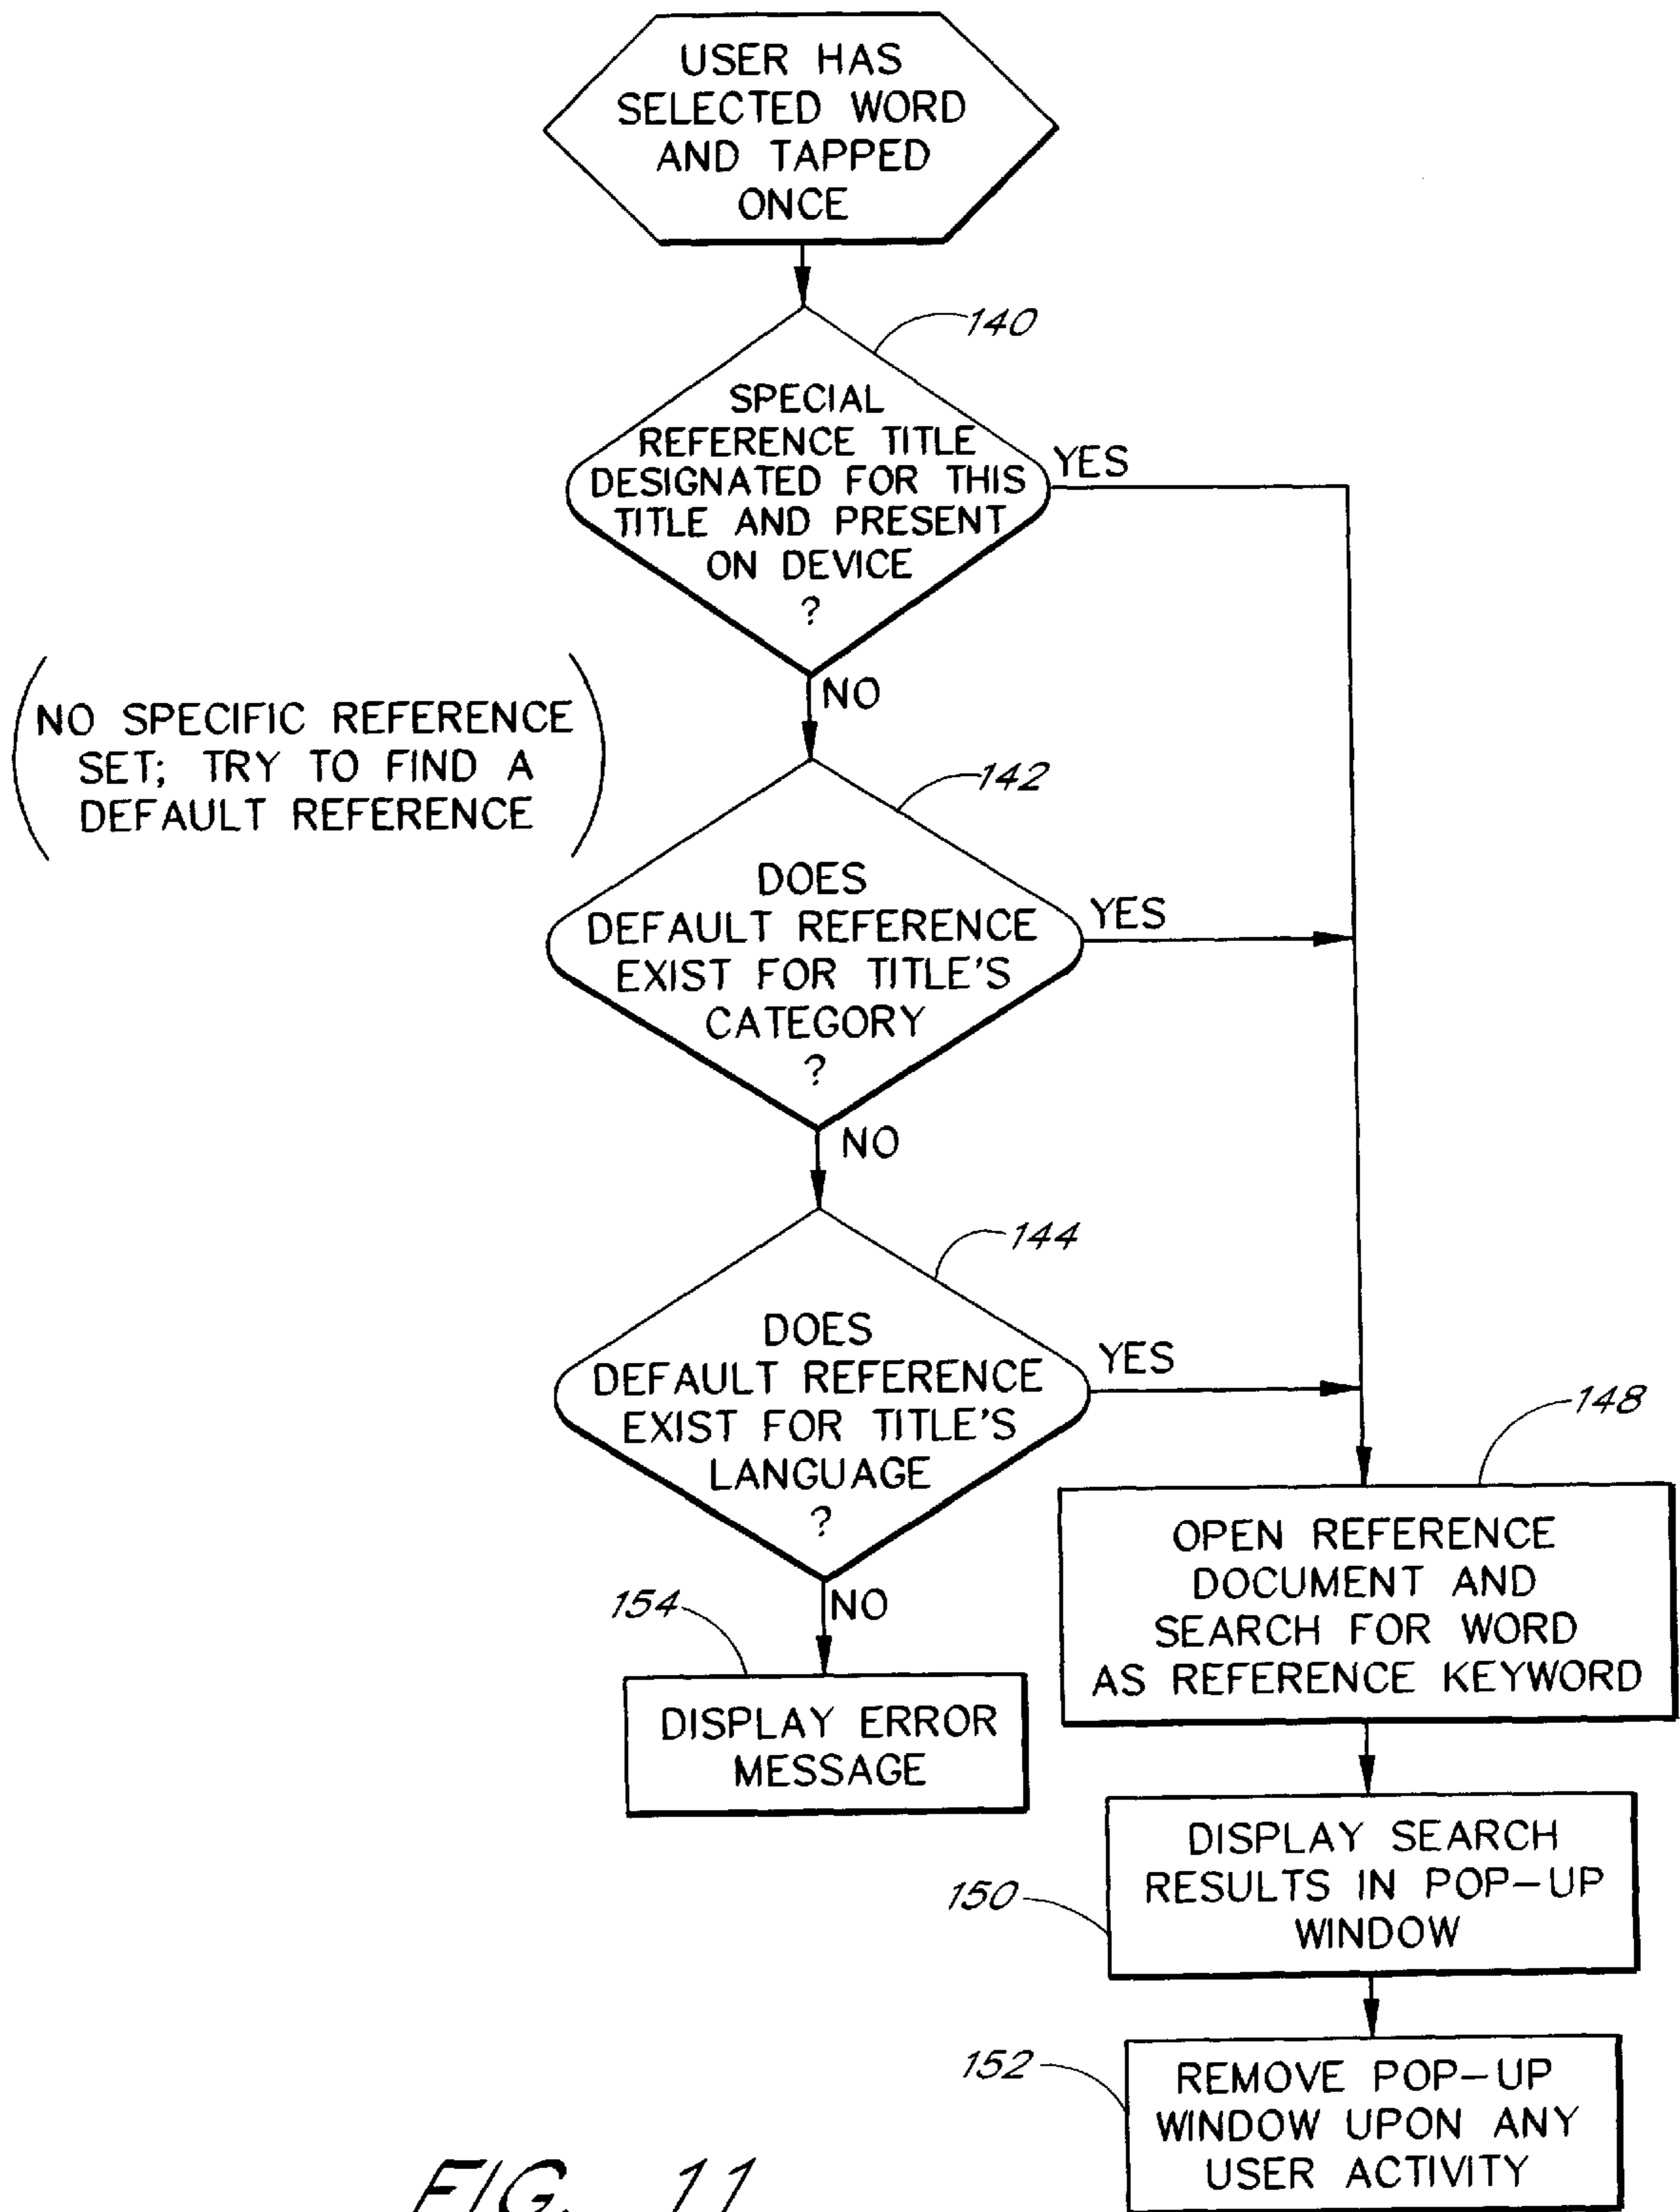 USER HAS
SELECTED WORD
AND TAPPED
ONCE
140
SPECIAL
REFERENCE TITLE
DESIGNATED FOR THIS
TITLE AND PRESENT
ON DEVICE
?
YES
NO
(NO SPECIFIC REFERENCE
SET; TRY TO FIND A
DEFAULT REFERENCE)
142
DOES
DEFAULT REFERENCE
EXIST FOR TITLE'S
CATEGORY
?
YES
NO
144
DOES
DEFAULT REFERENCE
EXIST FOR TITLE'S
LANGUAGE
?
YES
NO
154
DISPLAY ERROR
MESSAGE
148
OPEN REFERENCE
DOCUMENT AND
SEARCH FOR WORD
AS REFERENCE KEYWORD
150
DISPLAY SEARCH
RESULTS IN POP-UP
WINDOW
152
REMOVE POP-UP
WINDOW UPON ANY
USER ACTIVITY
FIG. 11